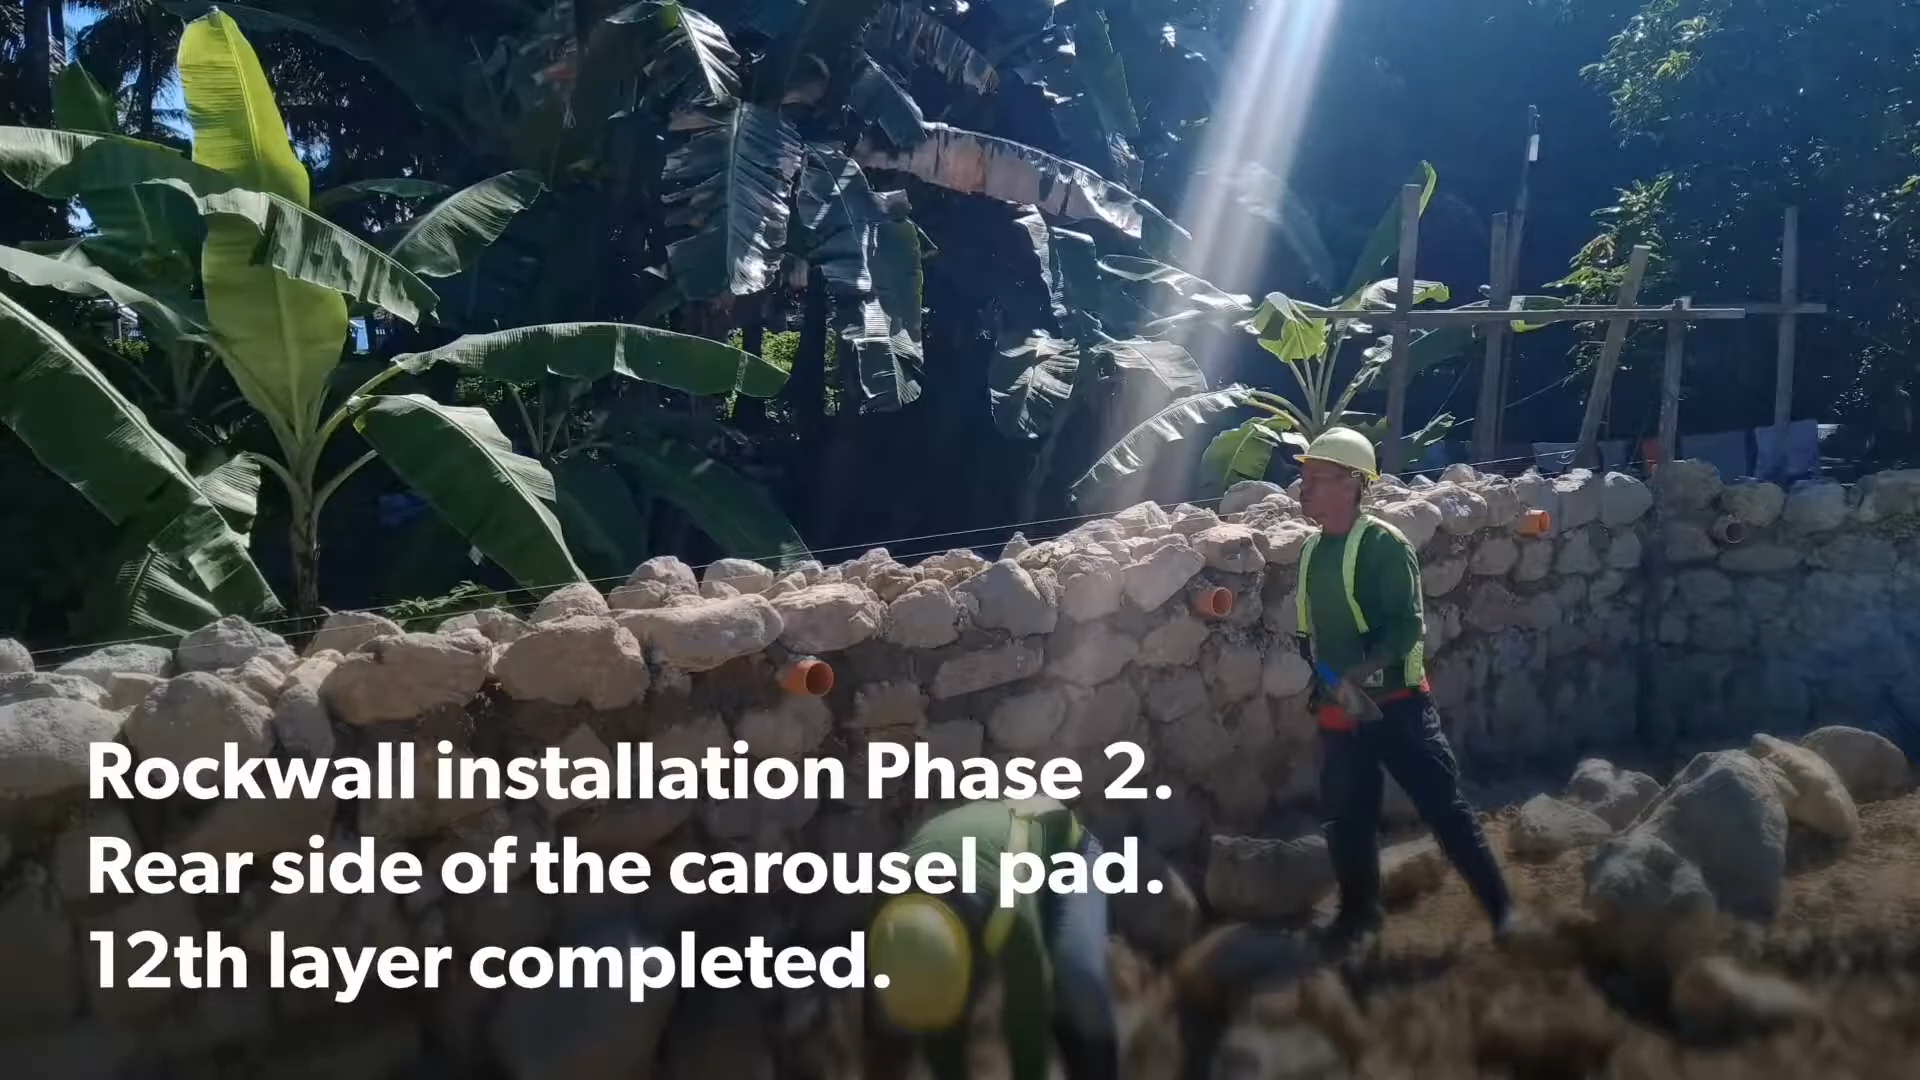 Rockwall installation Phase 2.
Rear side of the carousel pad.
12th layer completed.